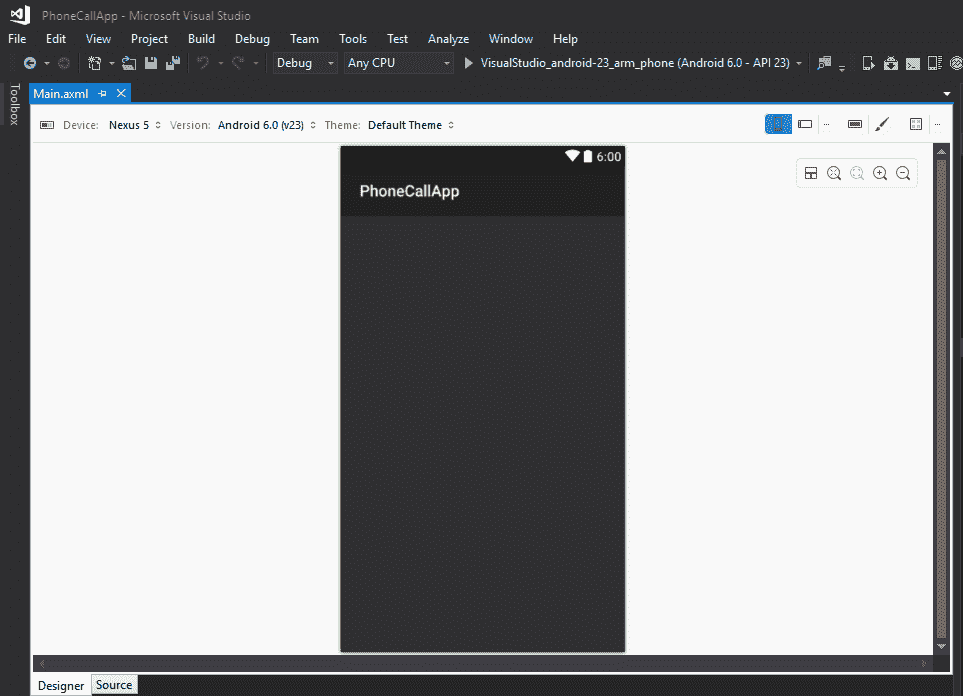 PhoneCallApp - Microsoft Visual Studio
File Edit View Project Build Debug Team Tools Test Analyze Window Help
Debug Any CPU VisualStudio_android-23_arm_phone (Android 6.0 - API 23)
Toolbox
Main.axml
Device: Nexus 5 Version: Android 6.0 (v23) Theme: Default Theme
6:00
PhoneCallApp
Designer Source